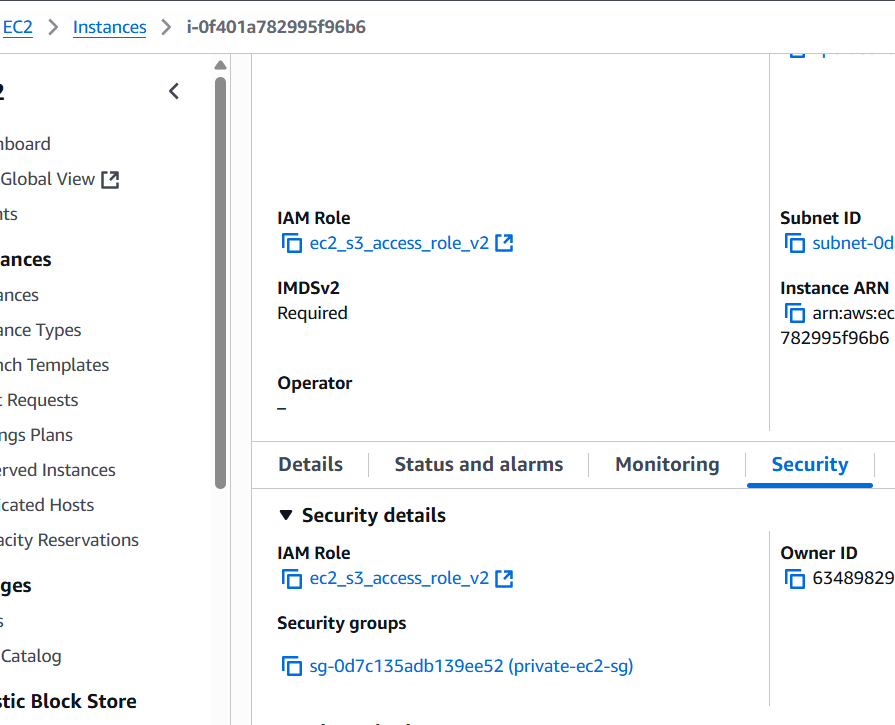 EC2 > Instances > i-0f401a782995f96b6
2
nboard
Global View
nts
ances
ances
ance Types
nch Templates
t Requests
ngs Plans
erved Instances
icated Hosts
acity Reservations
ges
s
Catalog
stic Block Store
IAM Role
ec2_s3_access_role_v2
IMDSv2
Required
Operator
–
Subnet ID
subnet-0d
Instance ARN
arn:aws:ec
782995f96b6
Details
Status and alarms
Monitoring
Security
Security details
IAM Role
ec2_s3_access_role_v2
Security groups
sg-0d7c135adb139ee52 (private-ec2-sg)
Owner ID
63489829